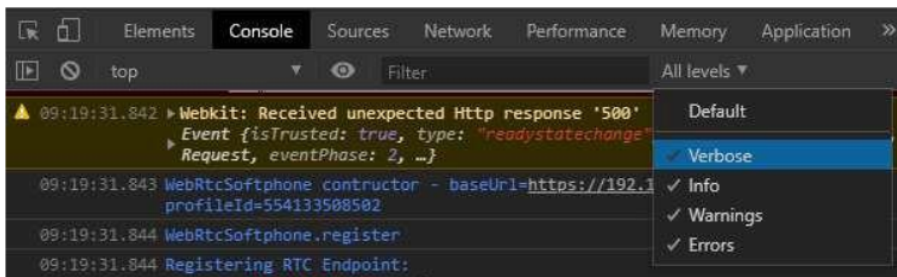 Elements Console Sources Network Performance Memory Application »
top Filter All levels ▼
Default
Verbose
Info
Warnings
Errors
09:19:31.842 ▸Webkit: Received unexpected Http response '500'
▸ Event {isTrusted: true, type: "readystatechange"
Request, eventPhase: 2, …}
09:19:31.843 WebRtcSoftphone contructor - baseUrl=https://192.1
profileId=554133508502
09:19:31.844 WebRtcSoftphone.register
09:19:31.844 Registering RTC Endpoint: